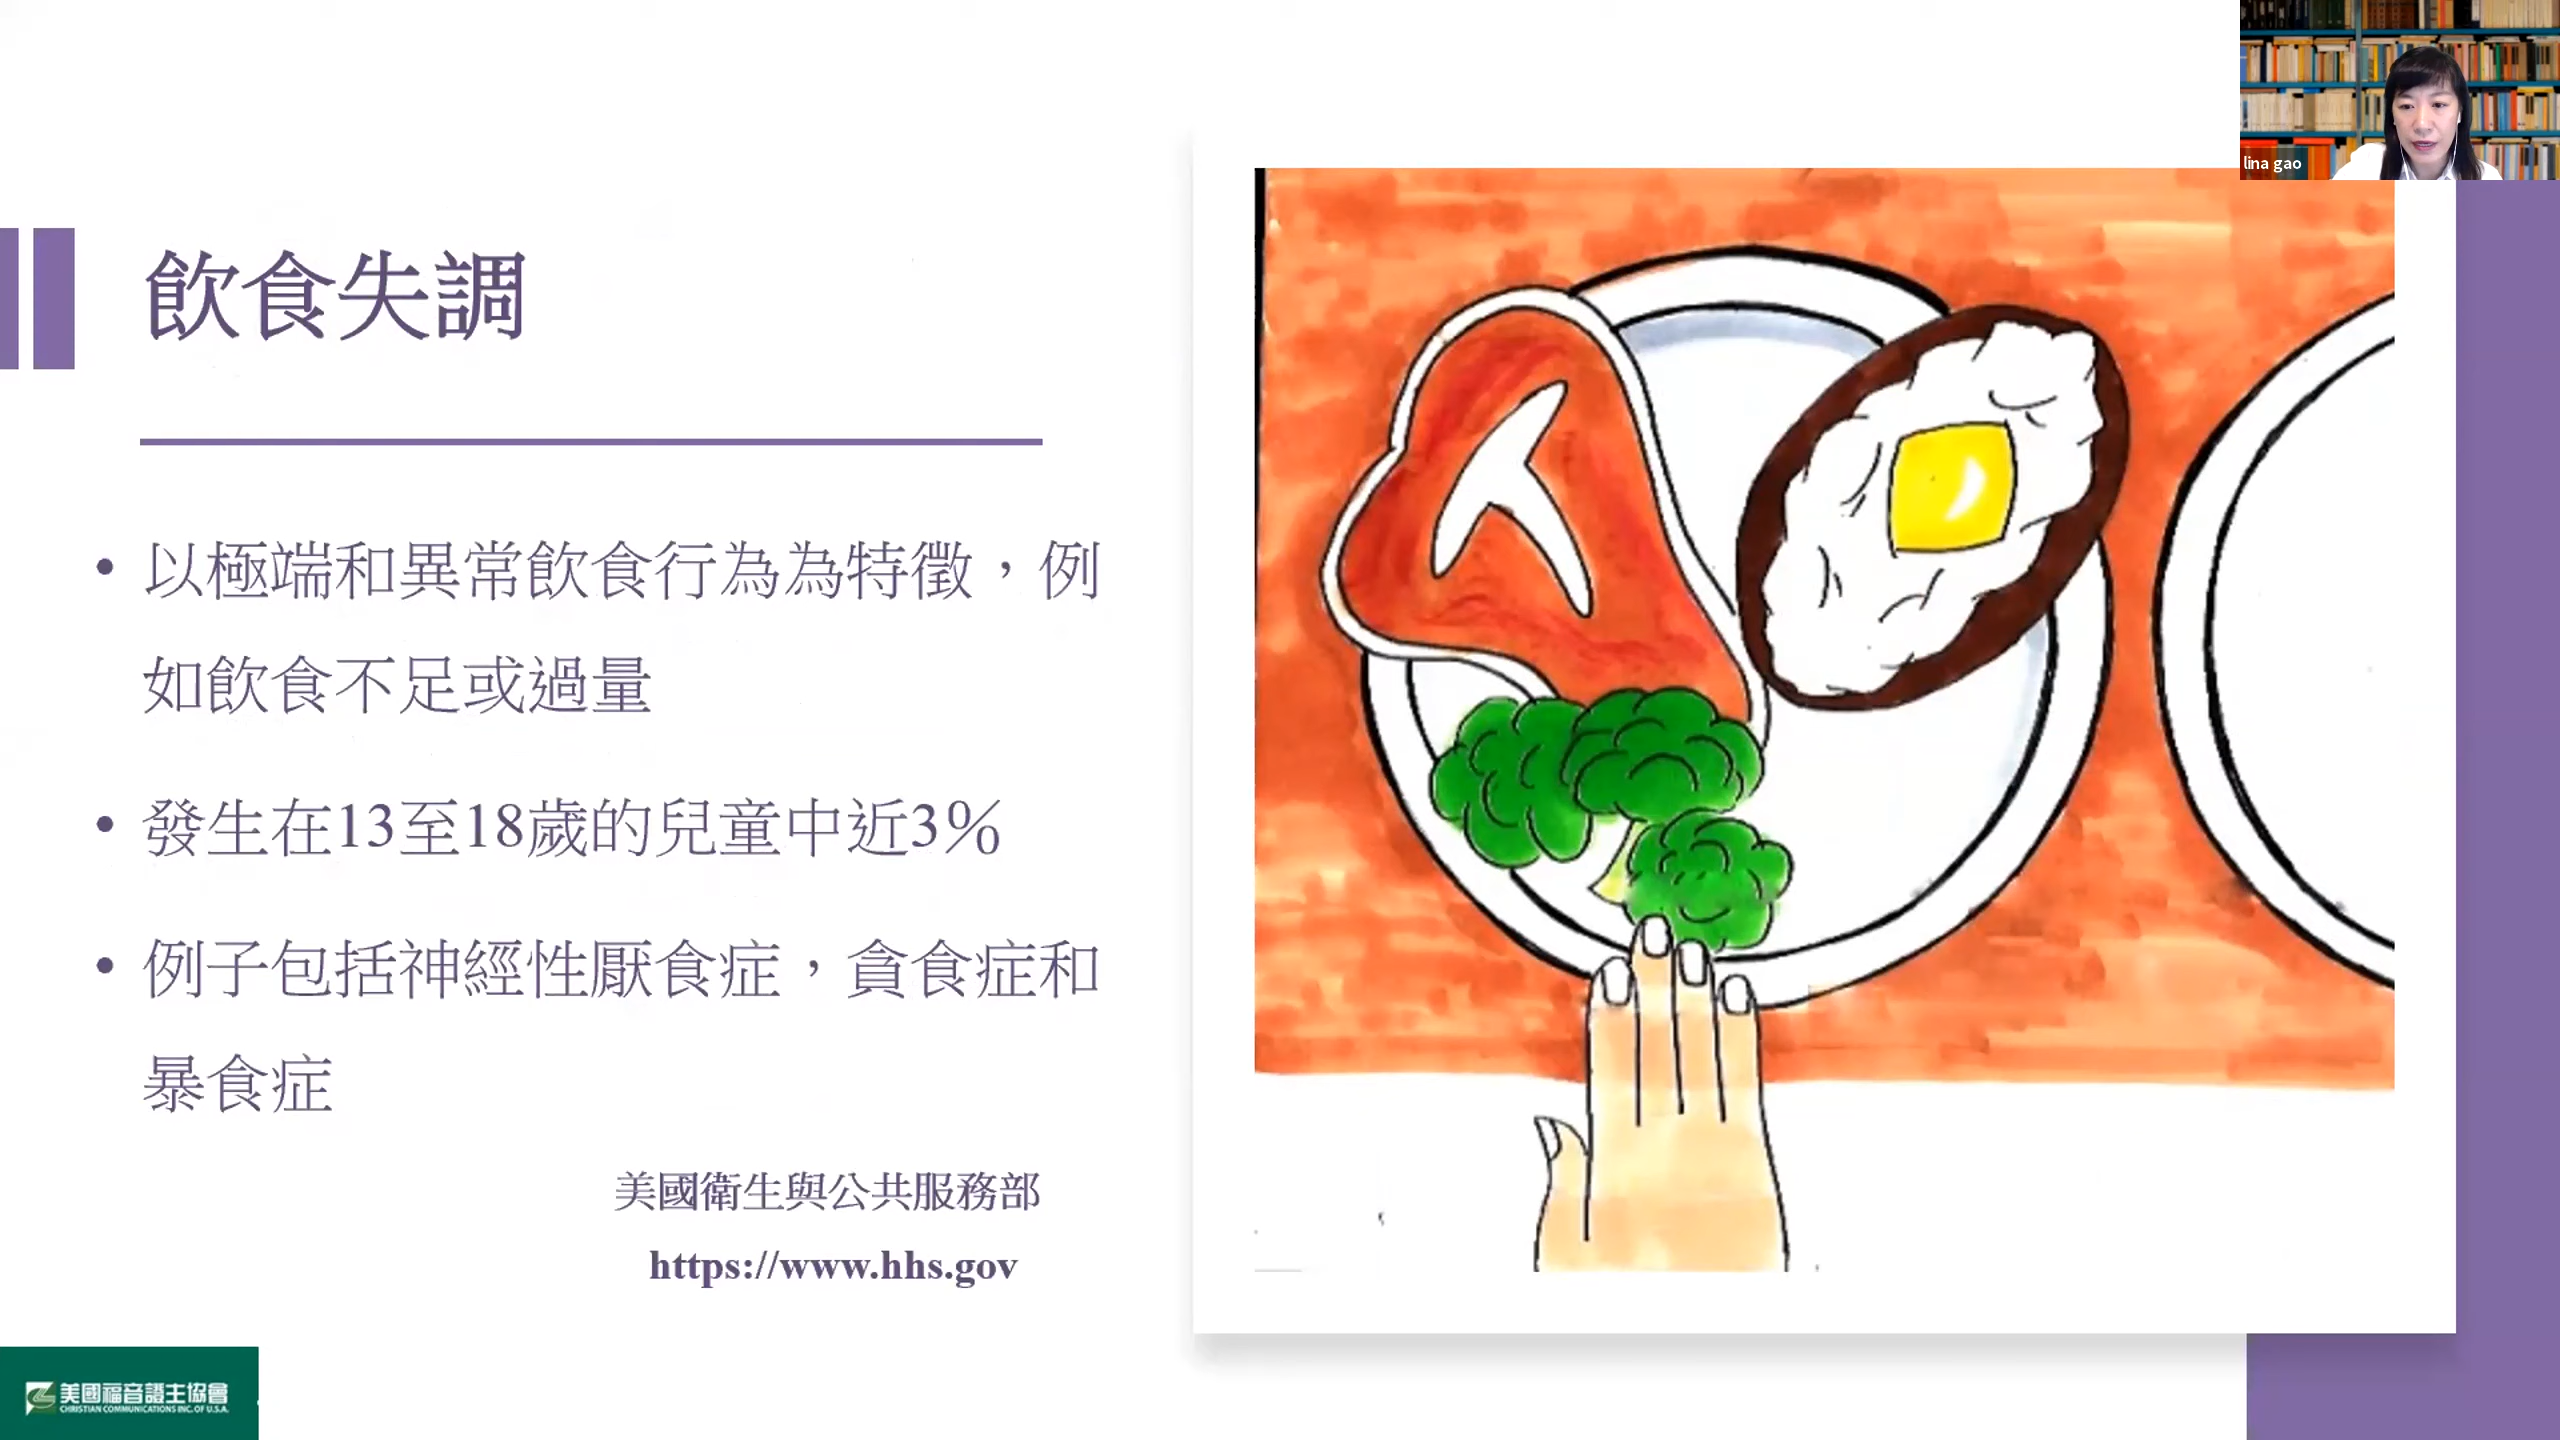 lina gao
飲食失調
• 以極端和異常飲食行為為特徵，例
如飲食不足或過量
• 發生在13至18歲的兒童中近3%
• 例子包括神經性厭食症，貪食症和
暴食症
美國衛生與公共服務部
https://www.hhs.gov
美國福音證主協會
CHRISTIAN COMMUNICATIONS INC. OF U.S.A.